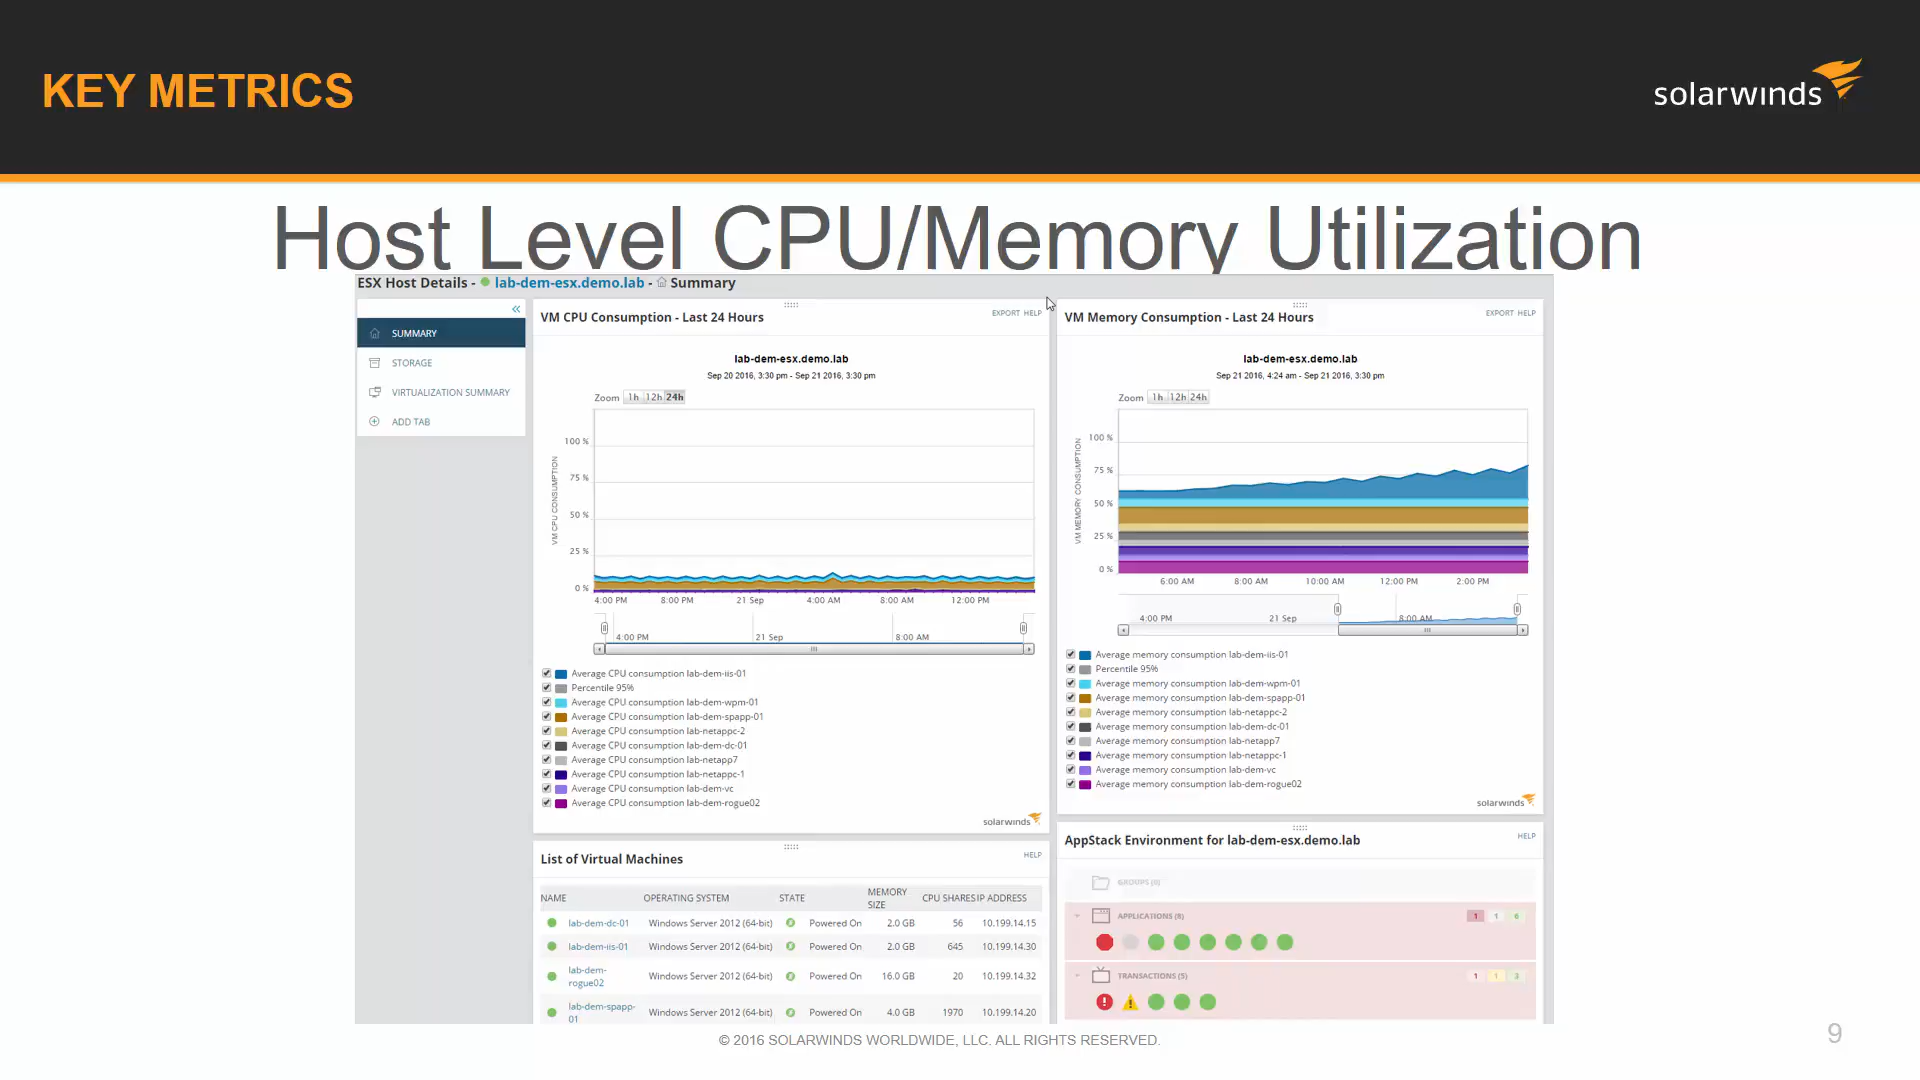 KEY METRICS
solarwinds
Host Level CPU/Memory Utilization
ESX Host Details - lab-dem-esx.demo.lab - Summary
«
SUMMARY
STORAGE
VIRTUALIZATION SUMMARY
ADD TAB
VM CPU Consumption - Last 24 Hours
EXPORT HELP
lab-dem-esx.demo.lab
Sep 20 2016, 3:30 pm - Sep 21 2016, 3:30 pm
Zoom 1h 12h 24h
VM CPU CONSUMPTION
100 %
75 %
50 %
25 %
0 %
4:00 PM 8:00 PM 21 Sep 4:00 AM 8:00 AM 12:00 PM
4:00 PM 21 Sep 8:00 AM
Average CPU consumption lab-dem-iis-01
Percentile 95%
Average CPU consumption lab-dem-wpm-01
Average CPU consumption lab-dem-spapp-01
Average CPU consumption lab-netappc-2
Average CPU consumption lab-dem-dc-01
Average CPU consumption lab-netapp7
Average CPU consumption lab-netappc-1
Average CPU consumption lab-dem-vc
Average CPU consumption lab-dem-rogue02
solarwinds
VM Memory Consumption - Last 24 Hours
EXPORT HELP
lab-dem-esx.demo.lab
Sep 21 2016, 4:24 am - Sep 21 2016, 3:30 pm
Zoom 1h 12h 24h
VM MEMORY CONSUMPTION
100 %
75 %
50 %
25 %
0 %
6:00 AM 8:00 AM 10:00 AM 12:00 PM 2:00 PM
4:00 PM 21 Sep 8:00 AM
Average memory consumption lab-dem-iis-01
Percentile 95%
Average memory consumption lab-dem-wpm-01
Average memory consumption lab-dem-spapp-01
Average memory consumption lab-netappc-2
Average memory consumption lab-dem-dc-01
Average memory consumption lab-netapp7
Average memory consumption lab-netappc-1
Average memory consumption lab-dem-vc
Average memory consumption lab-dem-rogue02
solarwinds
List of Virtual Machines
HELP
NAME OPERATING SYSTEM STATE MEMORY SIZE CPU SHARES IP ADDRESS
lab-dem-dc-01 Windows Server 2012 (64-bit) Powered On 2.0 GB 56 10.199.14.15
lab-dem-iis-01 Windows Server 2012 (64-bit) Powered On 2.0 GB 645 10.199.14.30
lab-dem-rogue02 Windows Server 2012 (64-bit) Powered On 16.0 GB 20 10.199.14.32
lab-dem-spapp-01 Windows Server 2012 (64-bit) Powered On 4.0 GB 1970 10.199.14.20
AppStack Environment for lab-dem-esx.demo.lab
HELP
GROUPS (0)
APPLICATIONS (8) 1 1 6
TRANSACTIONS (5) 1 1 3
© 2016 SOLARWINDS WORLDWIDE, LLC. ALL RIGHTS RESERVED.
9